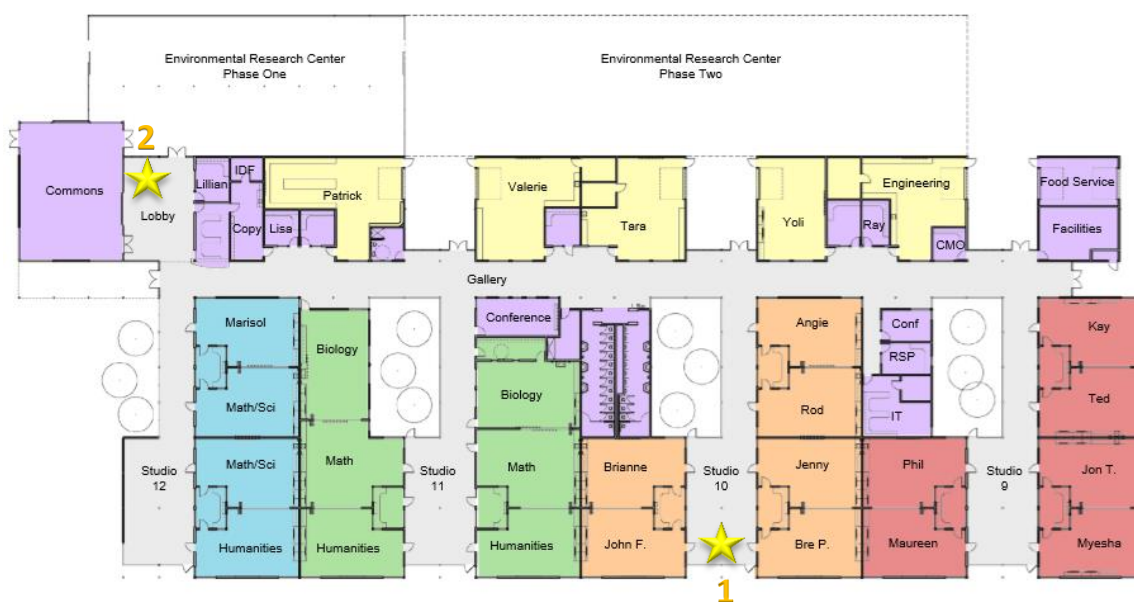 Environmental Research Center
Phase One
Environmental Research Center
Phase Two
2
Commons
Lobby
Lillian
IDF
Copy
Lisa
Patrick
Valerie
Tara
Yoli
Ray
Engineering
CMO
Food Service
Facilities
Gallery
Marisol
Biology
Conference
Angie
Conf
RSP
Kay
Math/Sci
Biology
Rod
IT
Ted
Studio
12
Math/Sci
Math
Studio
11
Math
Brianne
Studio
10
Jenny
Phil
Studio
9
Jon T.
Humanities
Humanities
Humanities
John F.
Bre P.
Maureen
Myesha
1